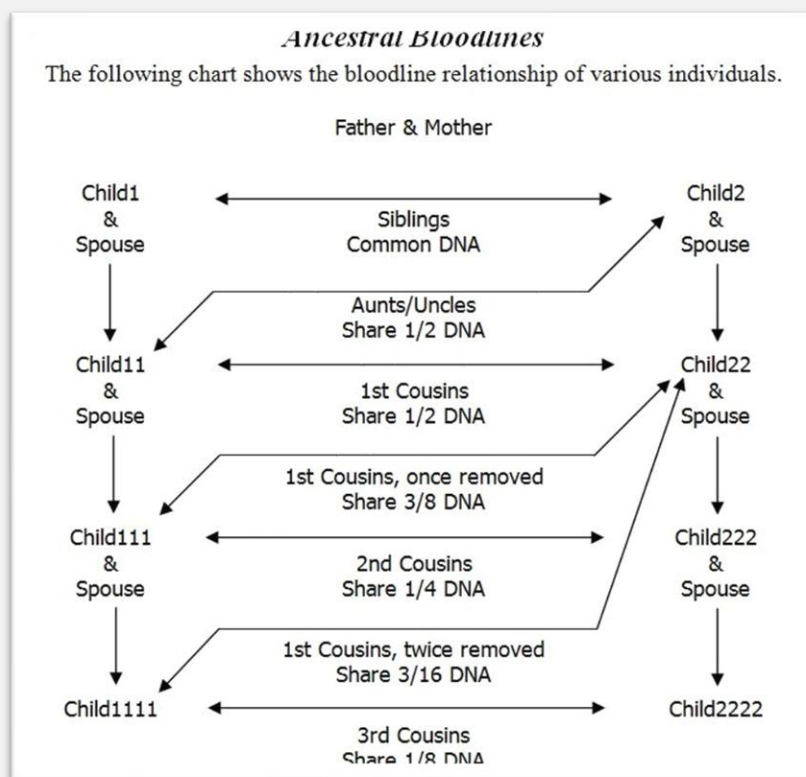 Ancestral Bloodlines
The following chart shows the bloodline relationship of various individuals.
Father & Mother
Child1
&
Spouse
Siblings
Common DNA
Child2
&
Spouse
Aunts/Uncles
Share 1/2 DNA
Child11
&
Spouse
1st Cousins
Share 1/2 DNA
Child22
&
Spouse
1st Cousins, once removed
Share 3/8 DNA
Child111
&
Spouse
2nd Cousins
Share 1/4 DNA
Child222
&
Spouse
1st Cousins, twice removed
Share 3/16 DNA
Child1111
3rd Cousins
Share 1/8 DNA
Child2222